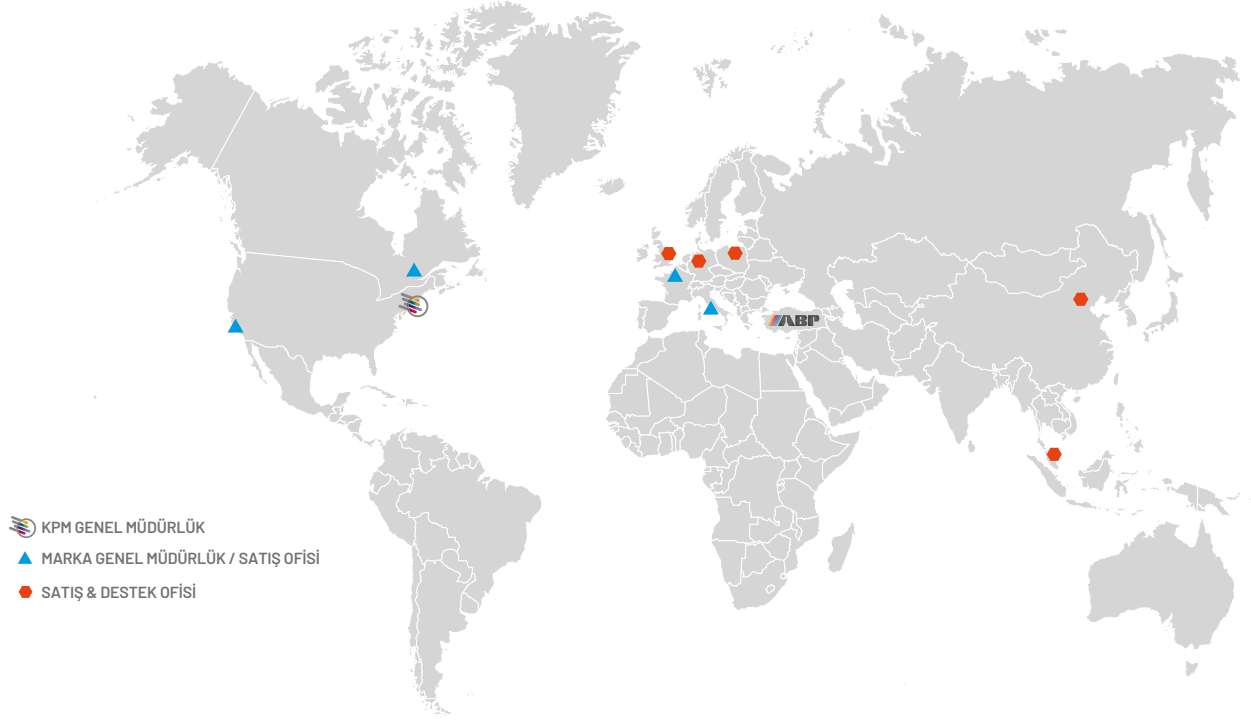 ABP
KPM GENEL MÜDÜRLÜK
MARKA GENEL MÜDÜRLÜK / SATIŞ OFİSİ
SATIŞ & DESTEK OFİSİ